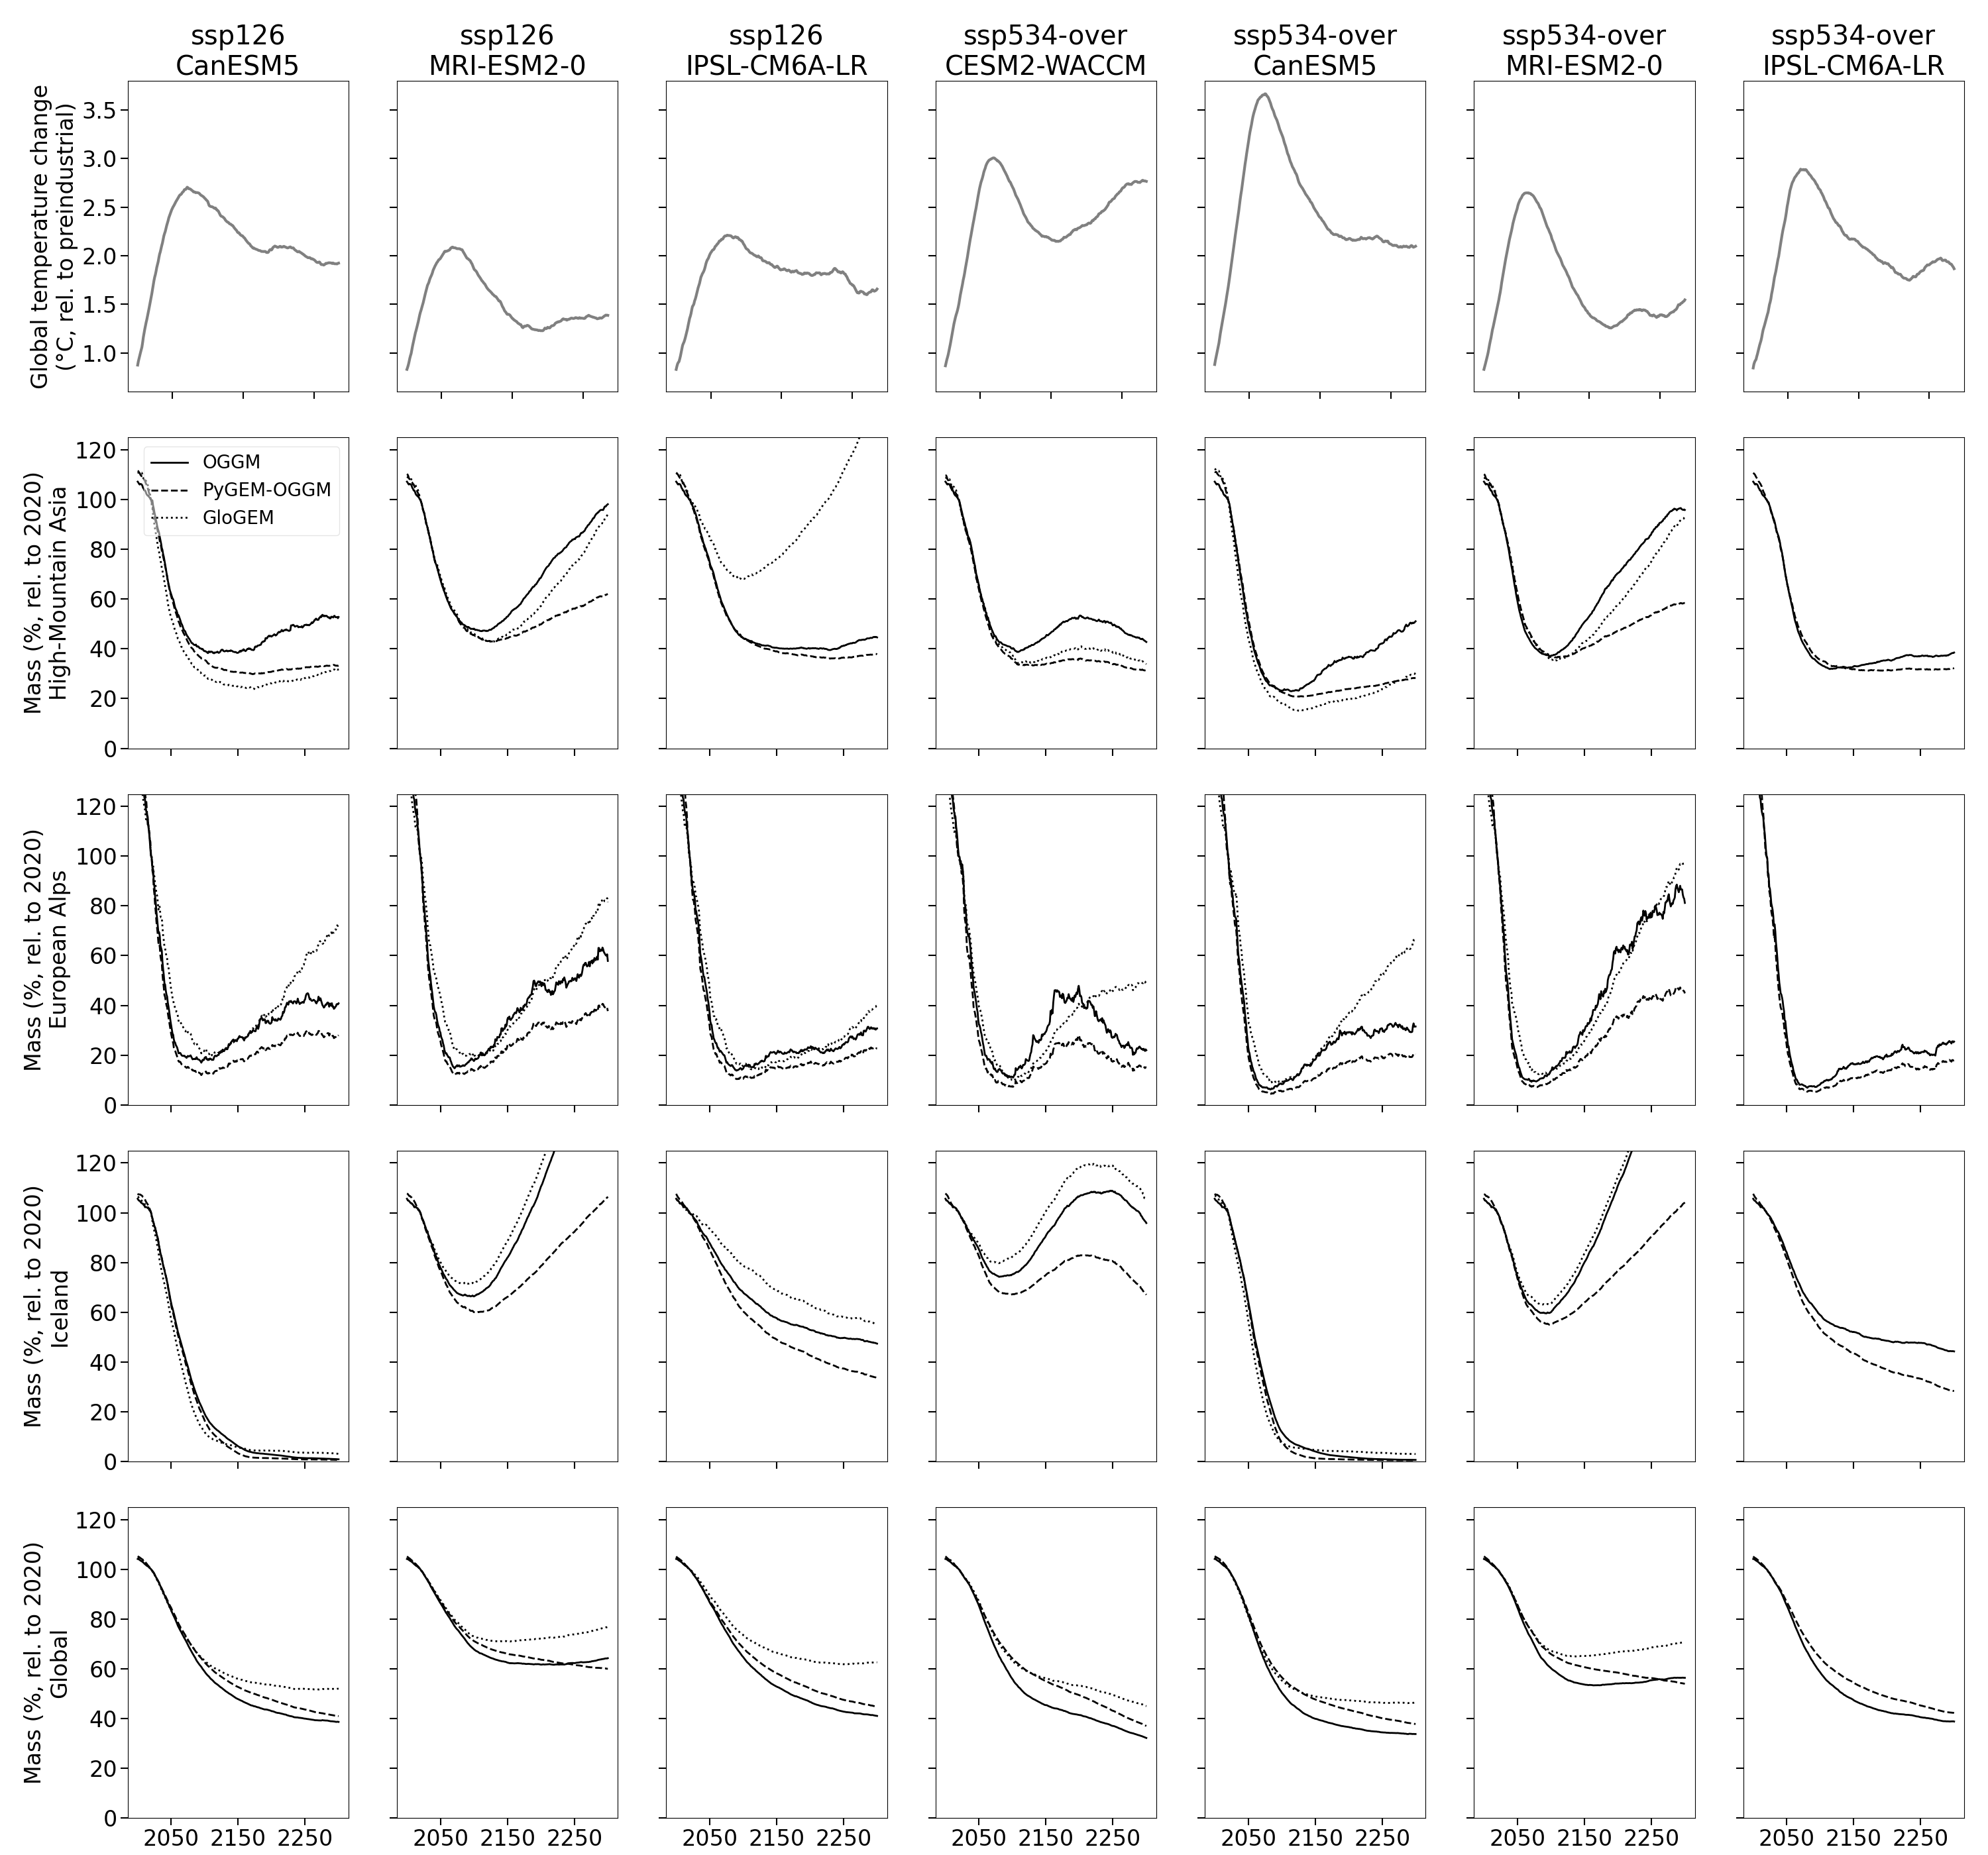 ssp126
CanESM5
ssp126
MRI-ESM2-0
ssp126
IPSL-CM6A-LR
ssp534-over
CESM2-WACCM
ssp534-over
CanESM5
ssp534-over
MRI-ESM2-0
ssp534-over
IPSL-CM6A-LR
Global temperature change
(°C, rel. to preindustrial)
3.5
3.0
2.5
2.0
1.5
1.0
Mass (%, rel. to 2020)
High-Mountain Asia
120
100
80
60
40
20
0
OGGM
PyGEM-OGGM
GloGEM
Mass (%, rel. to 2020)
European Alps
120
100
80
60
40
20
0
Mass (%, rel. to 2020)
Iceland
120
100
80
60
40
20
0
Mass (%, rel. to 2020)
Global
120
100
80
60
40
20
0
2050 2150 2250
2050 2150 2250
2050 2150 2250
2050 2150 2250
2050 2150 2250
2050 2150 2250
2050 2150 2250